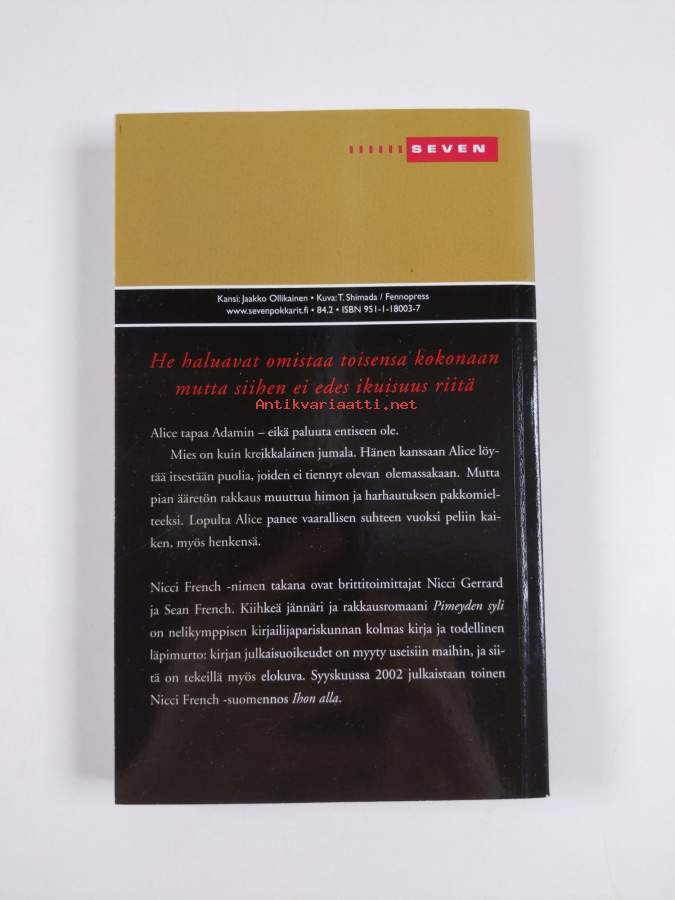 SEVEN
Kansi: Jaakko Ollikainen • Kuva: T. Shimada / Fennopress
www.sevenpokkarit.fi • 84.2 • ISBN 951-1-18003-7
He haluavat omistaa toisensa kokonaan
mutta siihen ei edes ikuisuus riitä
Antikvariaatti.net
Alice tapaa Adamin – eikä paluuta entiseen ole.
Mies on kuin kreikkalainen jumala. Hänen kanssaan Alice löy-
tää itsestään puolia, joiden ei tiennyt olevan olemassakaan. Mutta
pian ääretön rakkaus muuttuu himon ja harhautuksen pakkomiel-
teeksi. Lopulta Alice panee vaarallisen suhteen vuoksi peliin kai-
ken, myös henkensä.
Nicci French -nimen takana ovat brittitoimittajat Nicci Gerrard
ja Sean French. Kiihkeä jännäri ja rakkausromaani Pimeyden syli
on nelikymppisen kirjailijapariskunnan kolmas kirja ja todellinen
läpimurto: kirjan julkaisuoikeudet on myyty useisiin maihin, ja sii-
tä on tekeillä myös elokuva. Syyskuussa 2002 julkaistaan toinen
Nicci French -suomennos Ihon alla.